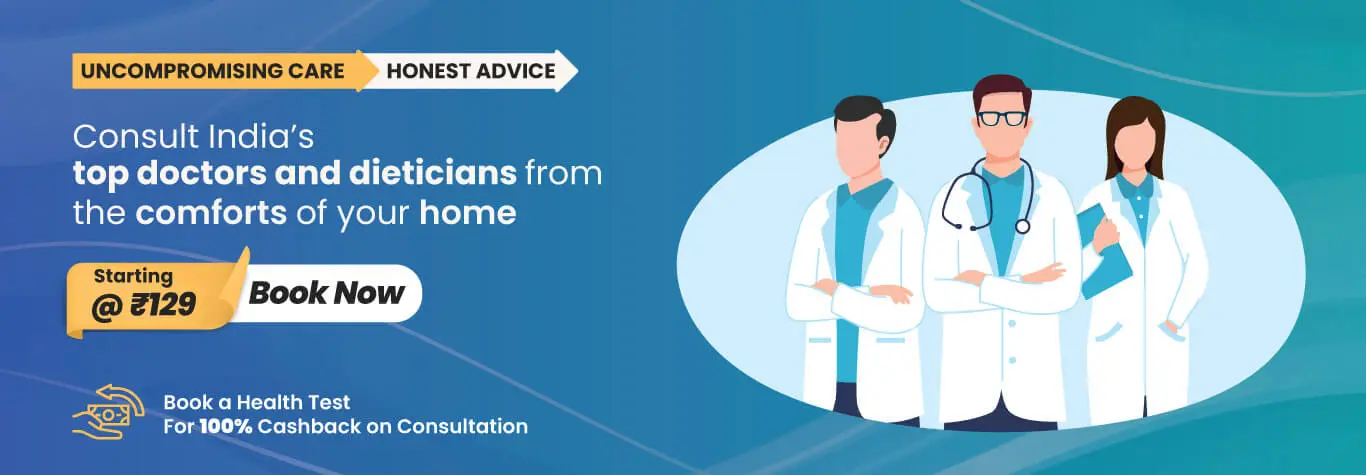 UNCOMPROMISING CARE HONEST ADVICE
Consult India's
top doctors and dieticians from
the comforts of your home
Starting
@ ₹129
Book Now
Book a Health Test
For 100% Cashback on Consultation